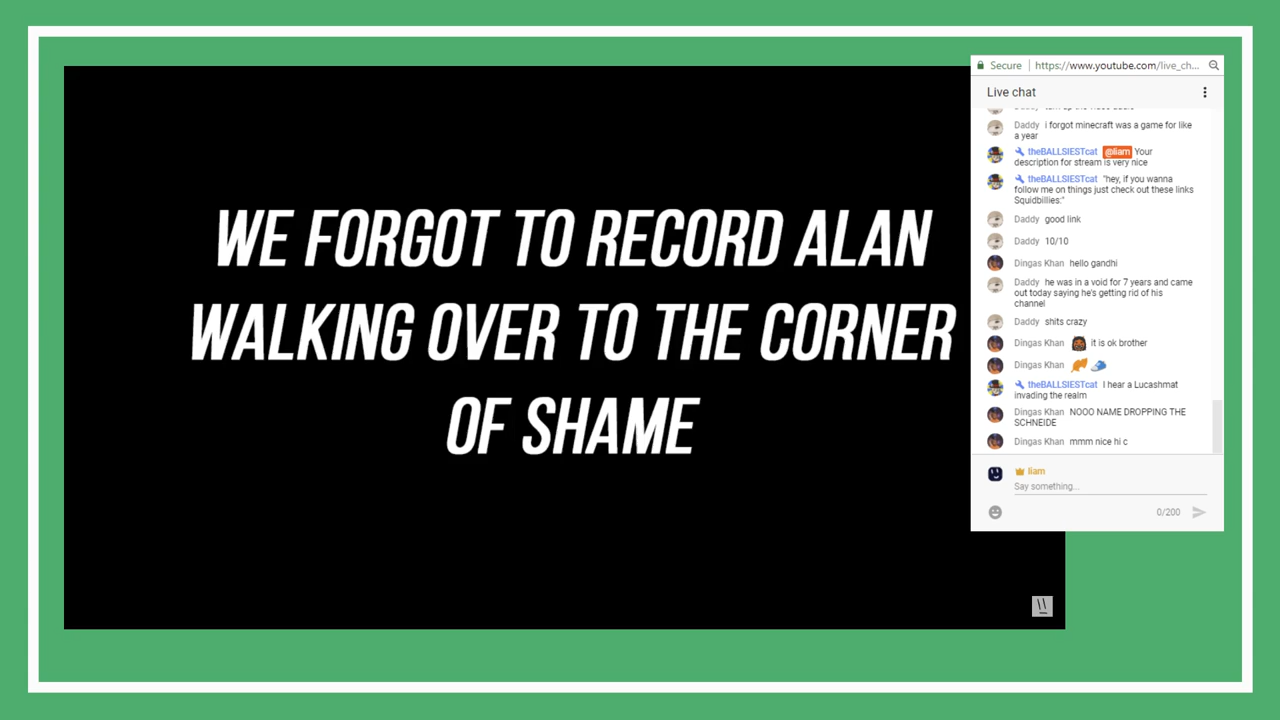 WE FORGOT TO RECORD ALAN
WALKING OVER TO THE CORNER
OF SHAME
Secure
https://www.youtube.com/live_ch...
Live chat
Daddy i forgot minecraft was a game for like
a year
theBALLSIESTcat @liam Your
description for stream is very nice
theBALLSIESTcat "hey, if you wanna
follow me on things just check out these links
Squidbillies:"
Daddy good link
Daddy 10/10
Dingas Khan hello gandhi
Daddy he was in a void for 7 years and came
out today saying he's getting rid of his
channel
Daddy shits crazy
Dingas Khan it is ok brother
Dingas Khan
theBALLSIESTcat I hear a Lucashmat
invading the realm
Dingas Khan NOOO NAME DROPPING THE
SCHNEIDE
Dingas Khan mmm nice hi c
liam
Say something...
0/200